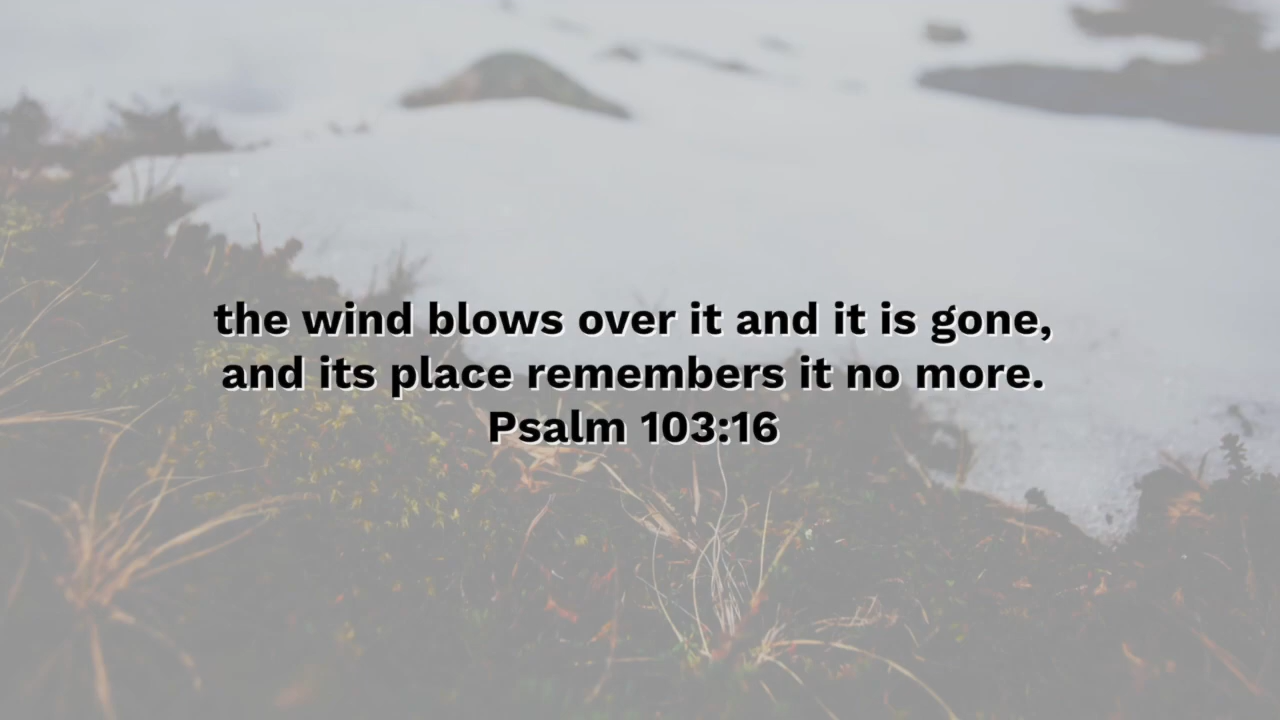 the wind blows over it and it is gone,
and its place remembers it no more.
Psalm 103:16